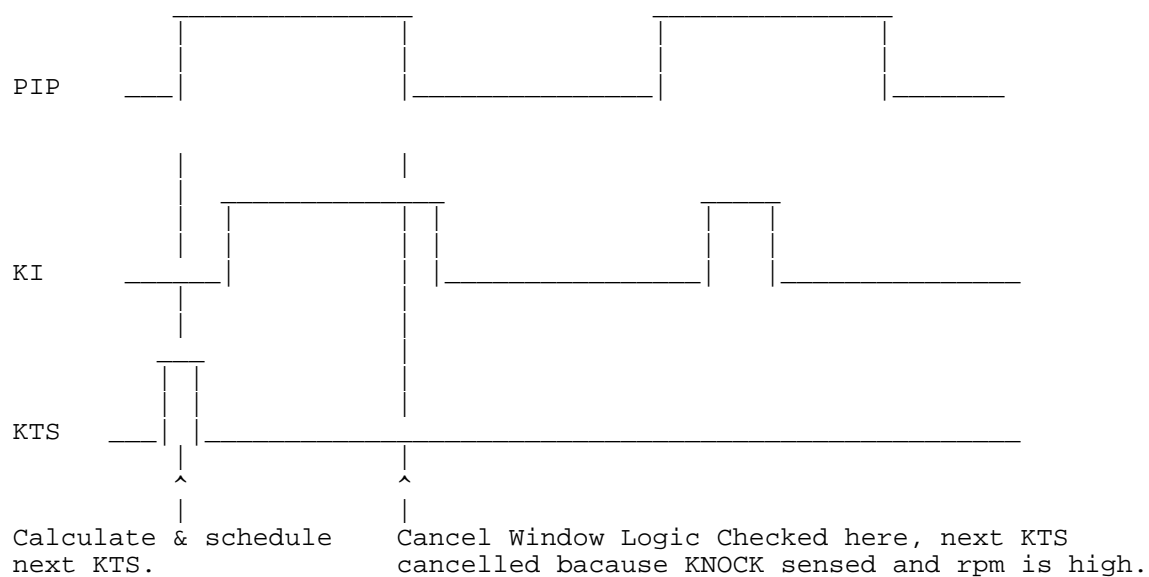 PIP
KI
KTS
Calculate & schedule
next KTS.
Cancel Window Logic Checked here, next KTS
cancelled bacause KNOCK sensed and rpm is high.